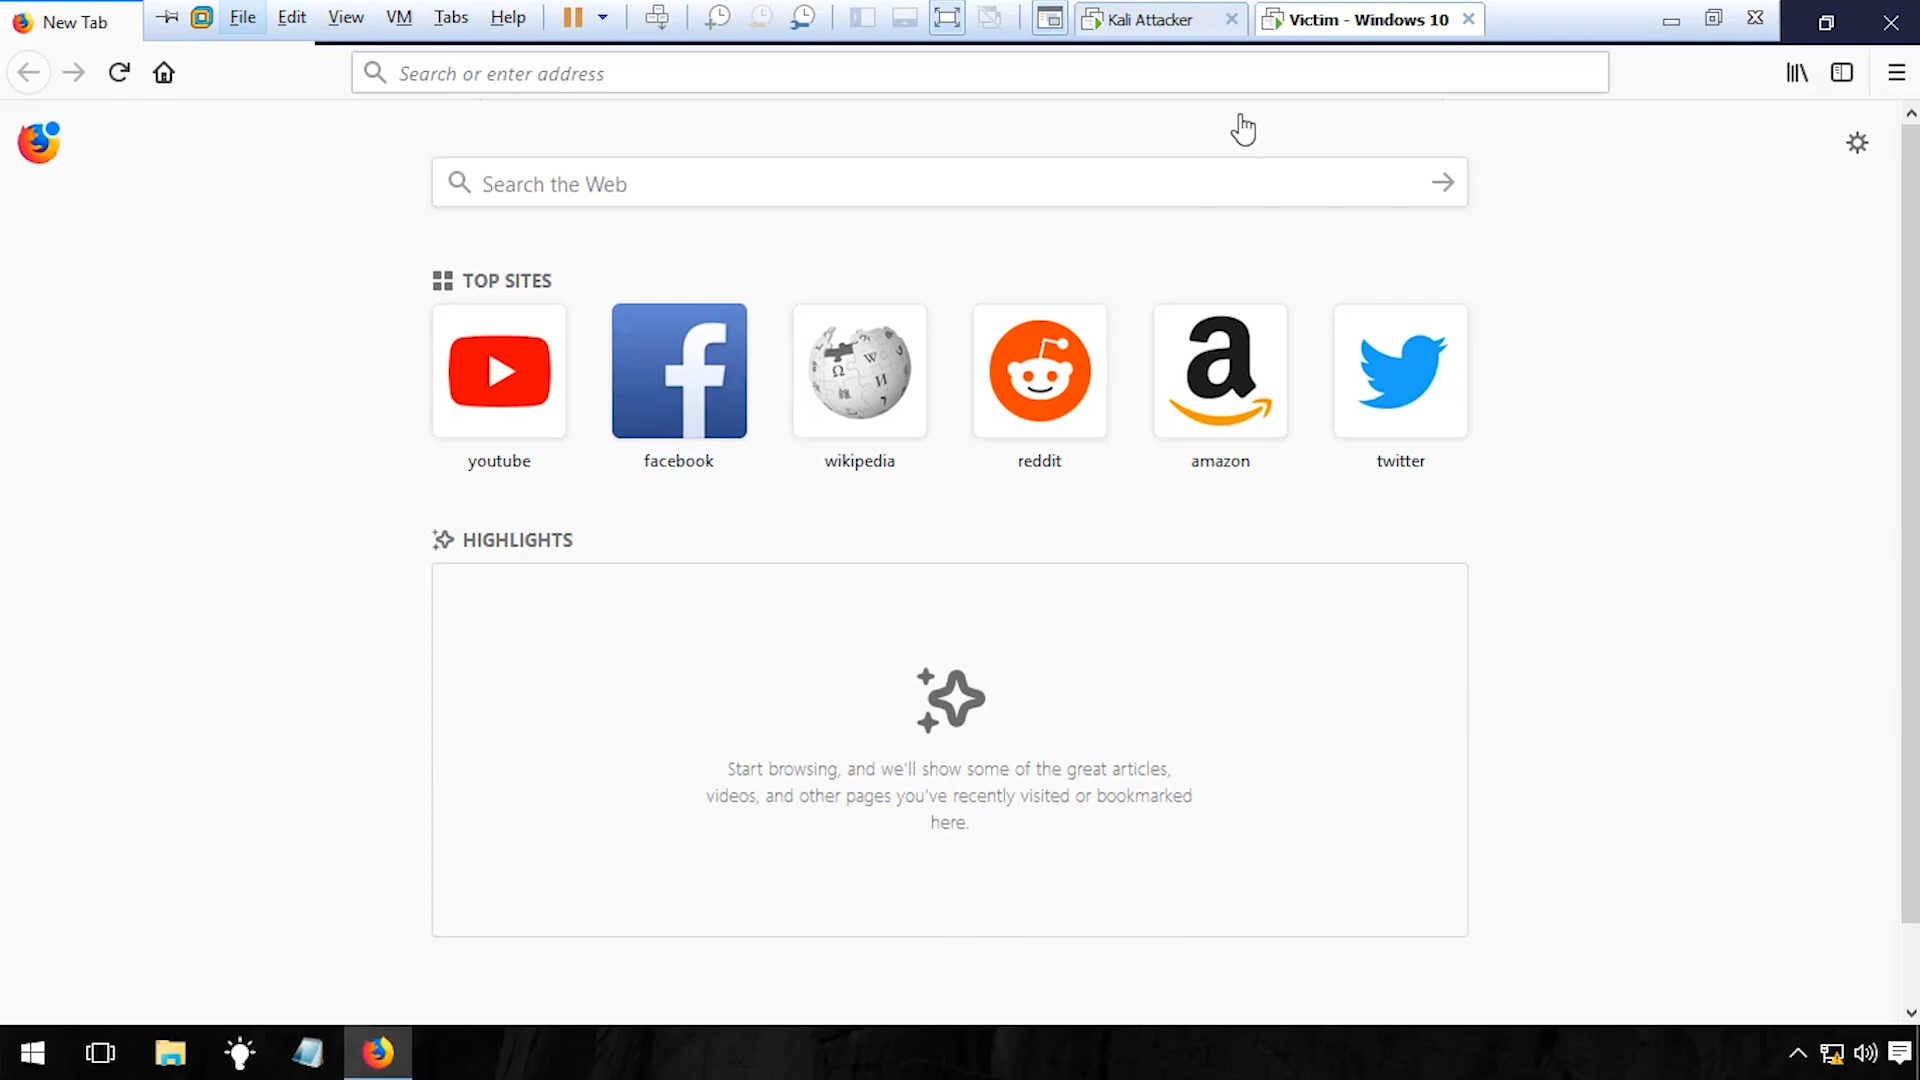 New Tab
File Edit View VM Tabs Help
Kali Attacker
Victim - Windows 10
Search or enter address
Search the Web
TOP SITES
youtube
facebook
wikipedia
reddit
amazon
twitter
HIGHLIGHTS
Start browsing, and we'll show some of the great articles,
videos, and other pages you've recently visited or bookmarked
here.